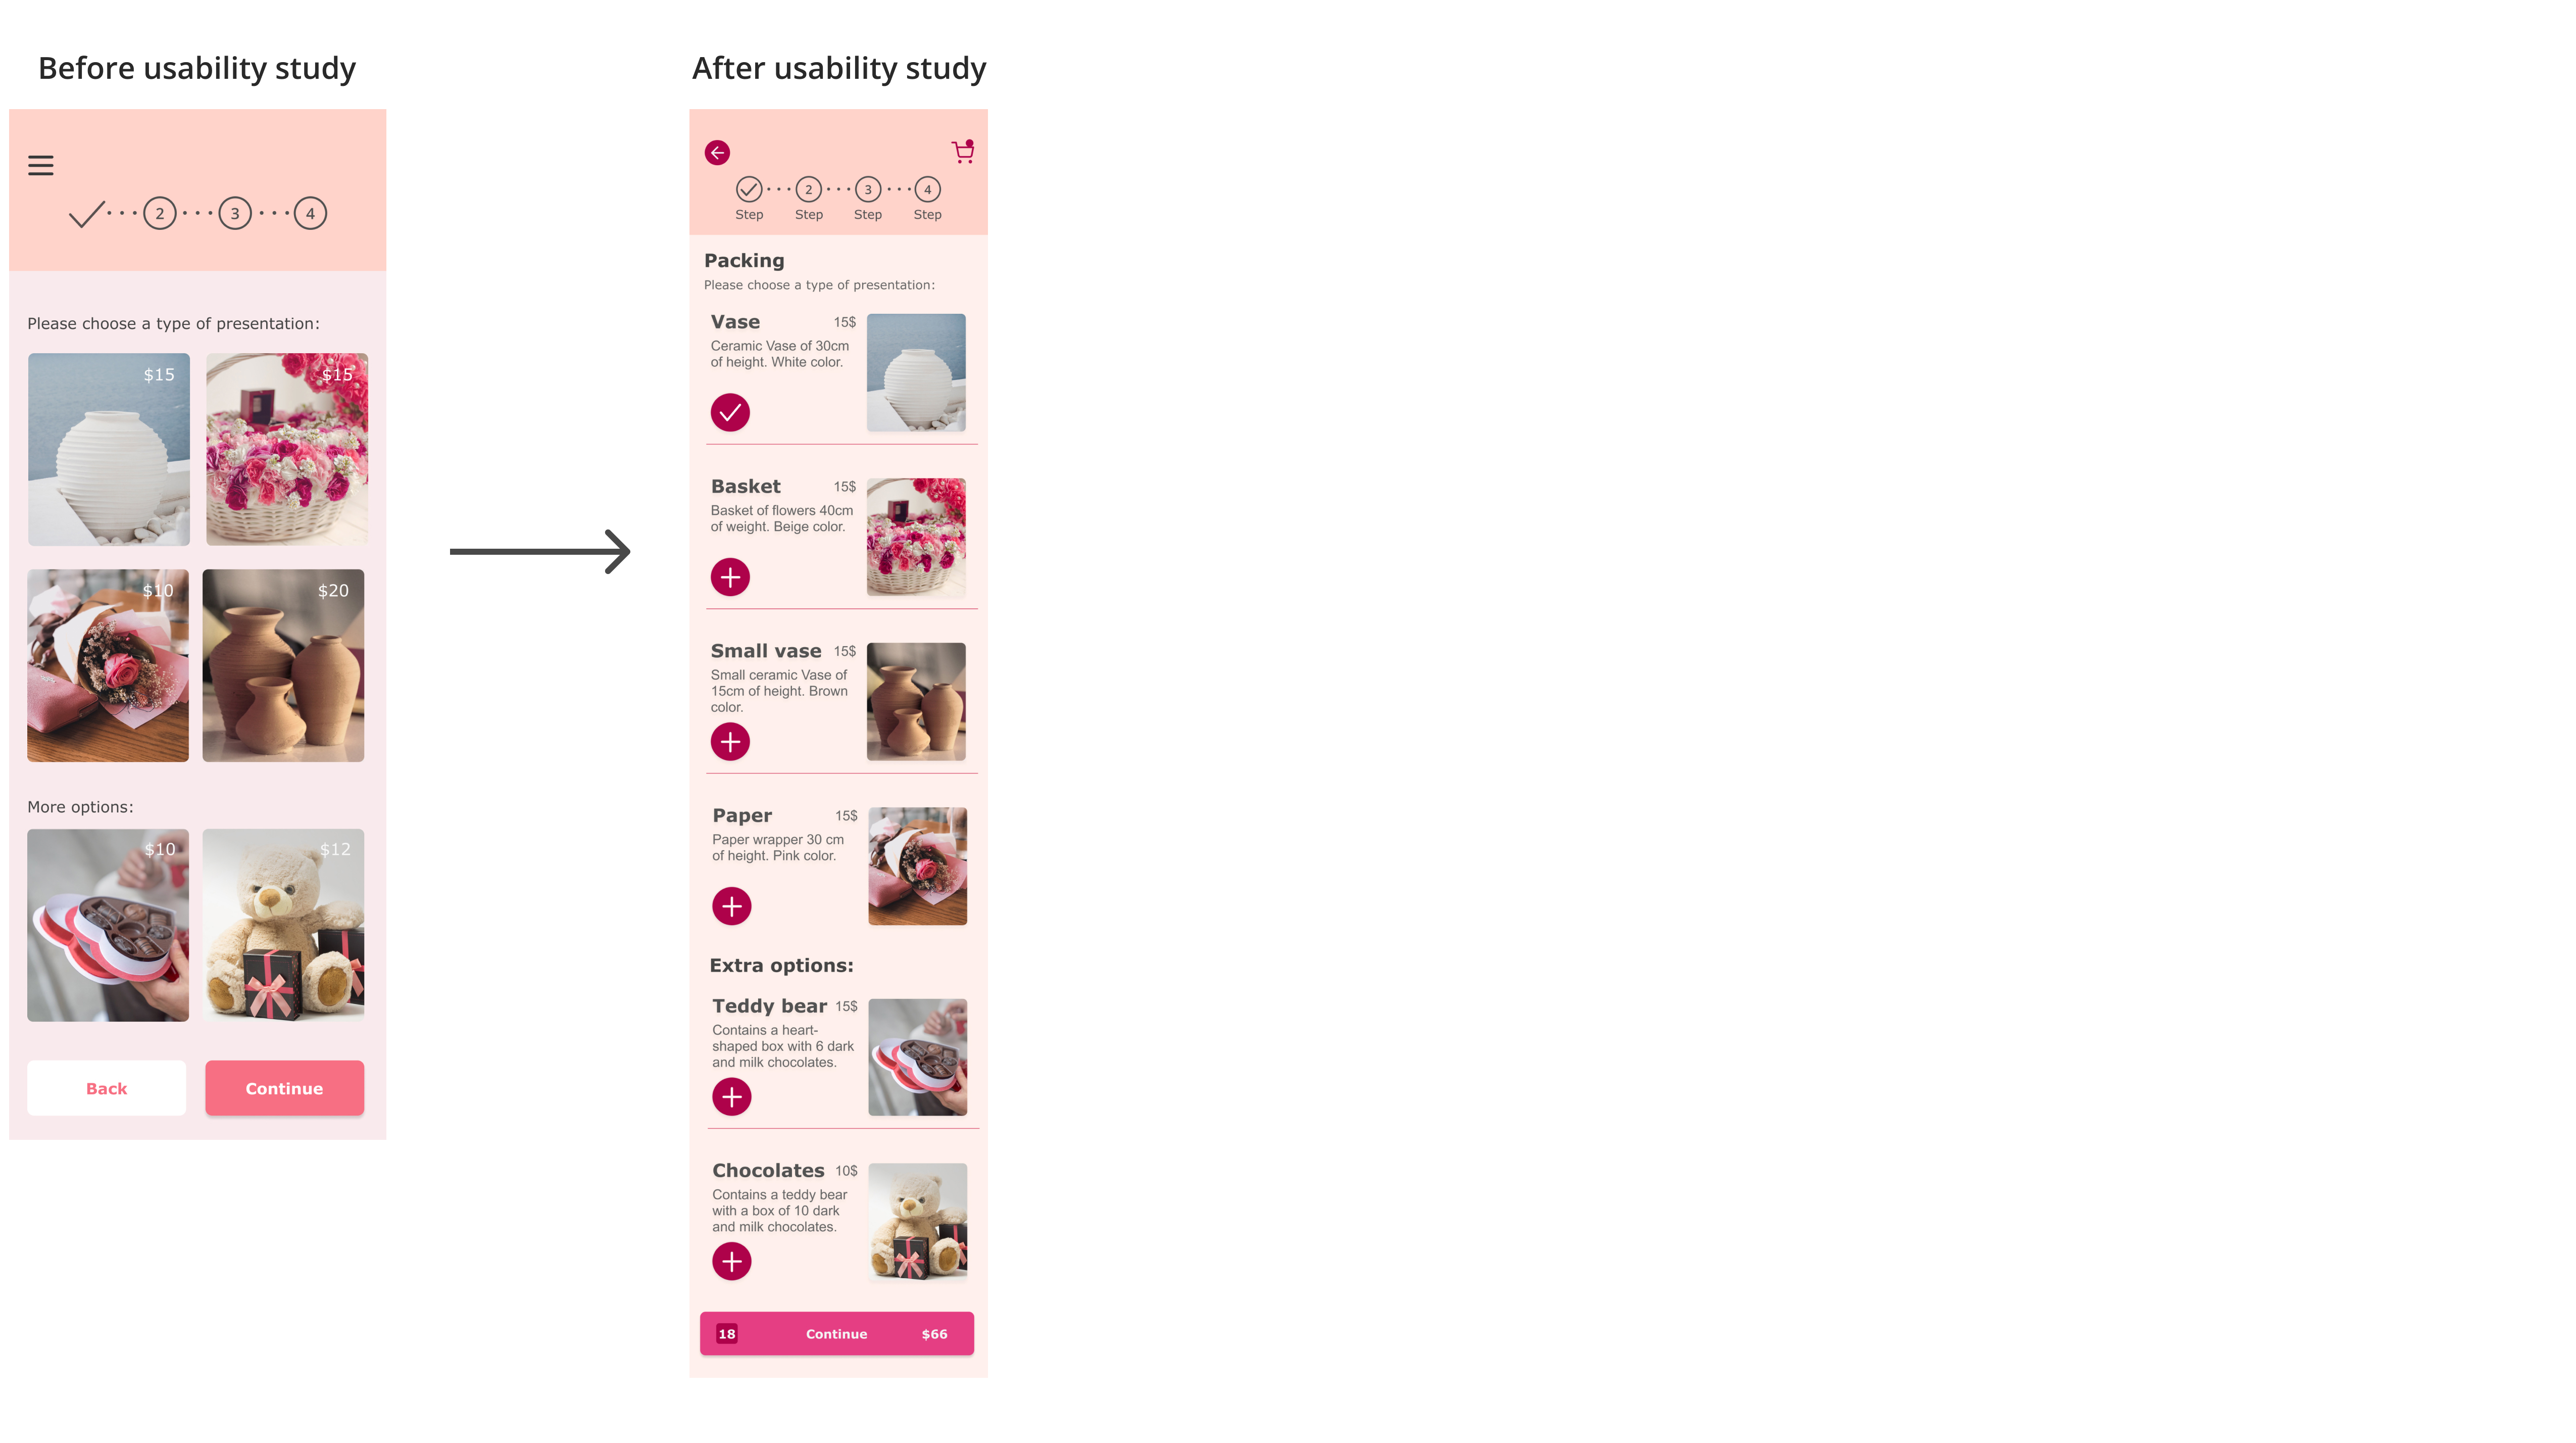 Before usability study
2
3
4
Please choose a type of presentation:
$15
$15
$10
$20
More options:
$10
$12
Back
Continue
After usability study
2
3
4
Step
Step
Step
Step
Packing
Please choose a type of presentation:
Vase 15$
Ceramic Vase of 30cm
of height. White color.
Basket 15$
Basket of flowers 40cm
of weight. Beige color.
Small vase 15$
Small ceramic Vase of
15cm of height. Brown
color.
Paper 15$
Paper wrapper 30 cm
of height. Pink color.
Extra options:
Teddy bear 15$
Contains a heart-
shaped box with 6 dark
and milk chocolates.
Chocolates 10$
Contains a teddy bear
with a box of 10 dark
and milk chocolates.
18 Continue $66